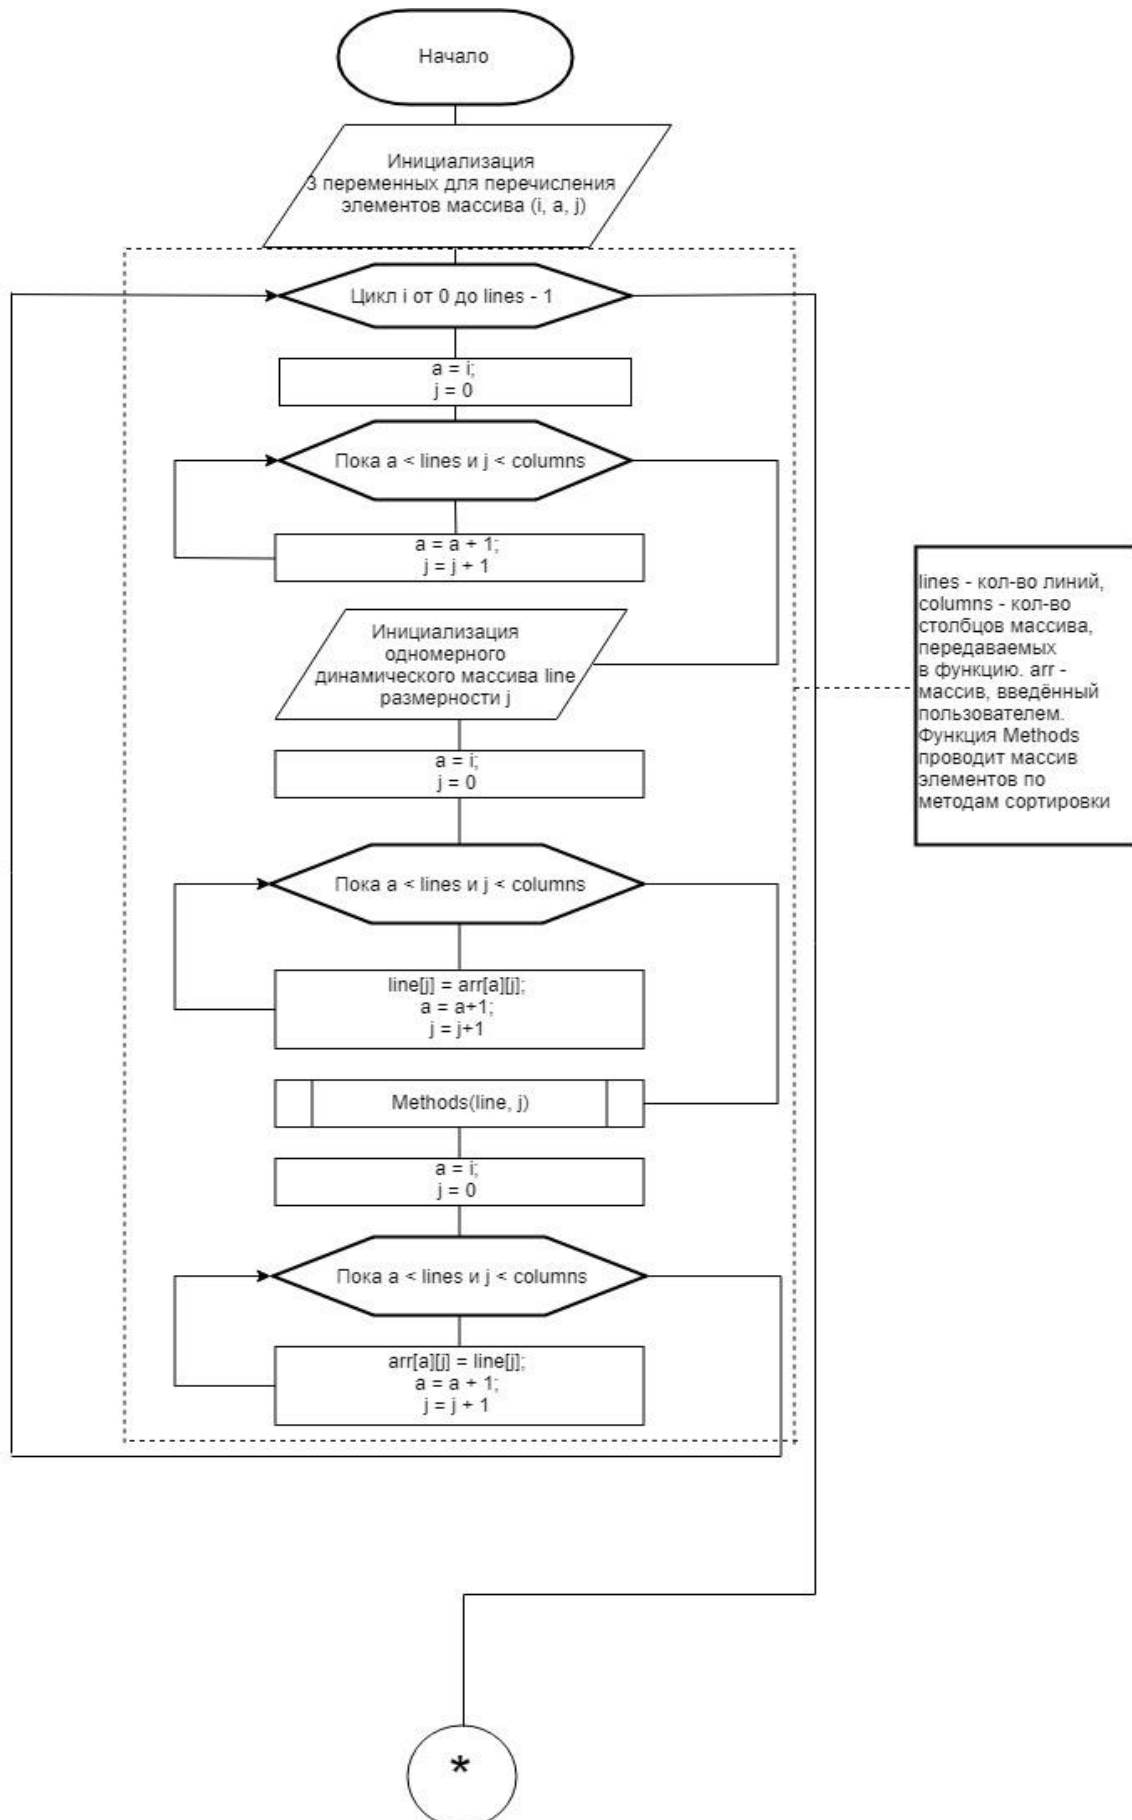 Начало
Инициализация
3 переменных для перечисления
элементов массива (i, a, j)
Цикл i от 0 до lines - 1
a = i;
j = 0
Пока a < lines и j < columns
a = a + 1;
j = j + 1
Инициализация
одномерного
динамического массива line
размерности j
a = i;
j = 0
Пока a < lines и j < columns
line[j] = arr[a][j];
a = a+1;
j = j+1
Methods(line, j)
a = i;
j = 0
Пока a < lines и j < columns
arr[a][j] = line[j];
a = a + 1;
j = j + 1
*
lines - кол-во линий,
columns - кол-во
столбцов массива,
передаваемых
в функцию. arr -
массив, введённый
пользователем.
Функция Methods
проводит массив
элементов по
методам сортировки